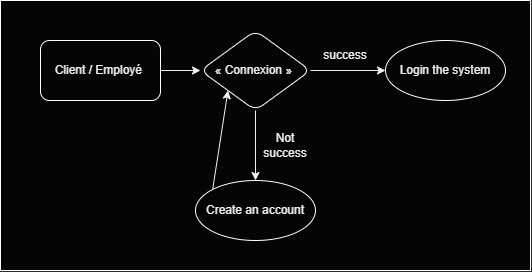 success
Client / Employé
« Connexion »
Login the system
Not
success
Create an account